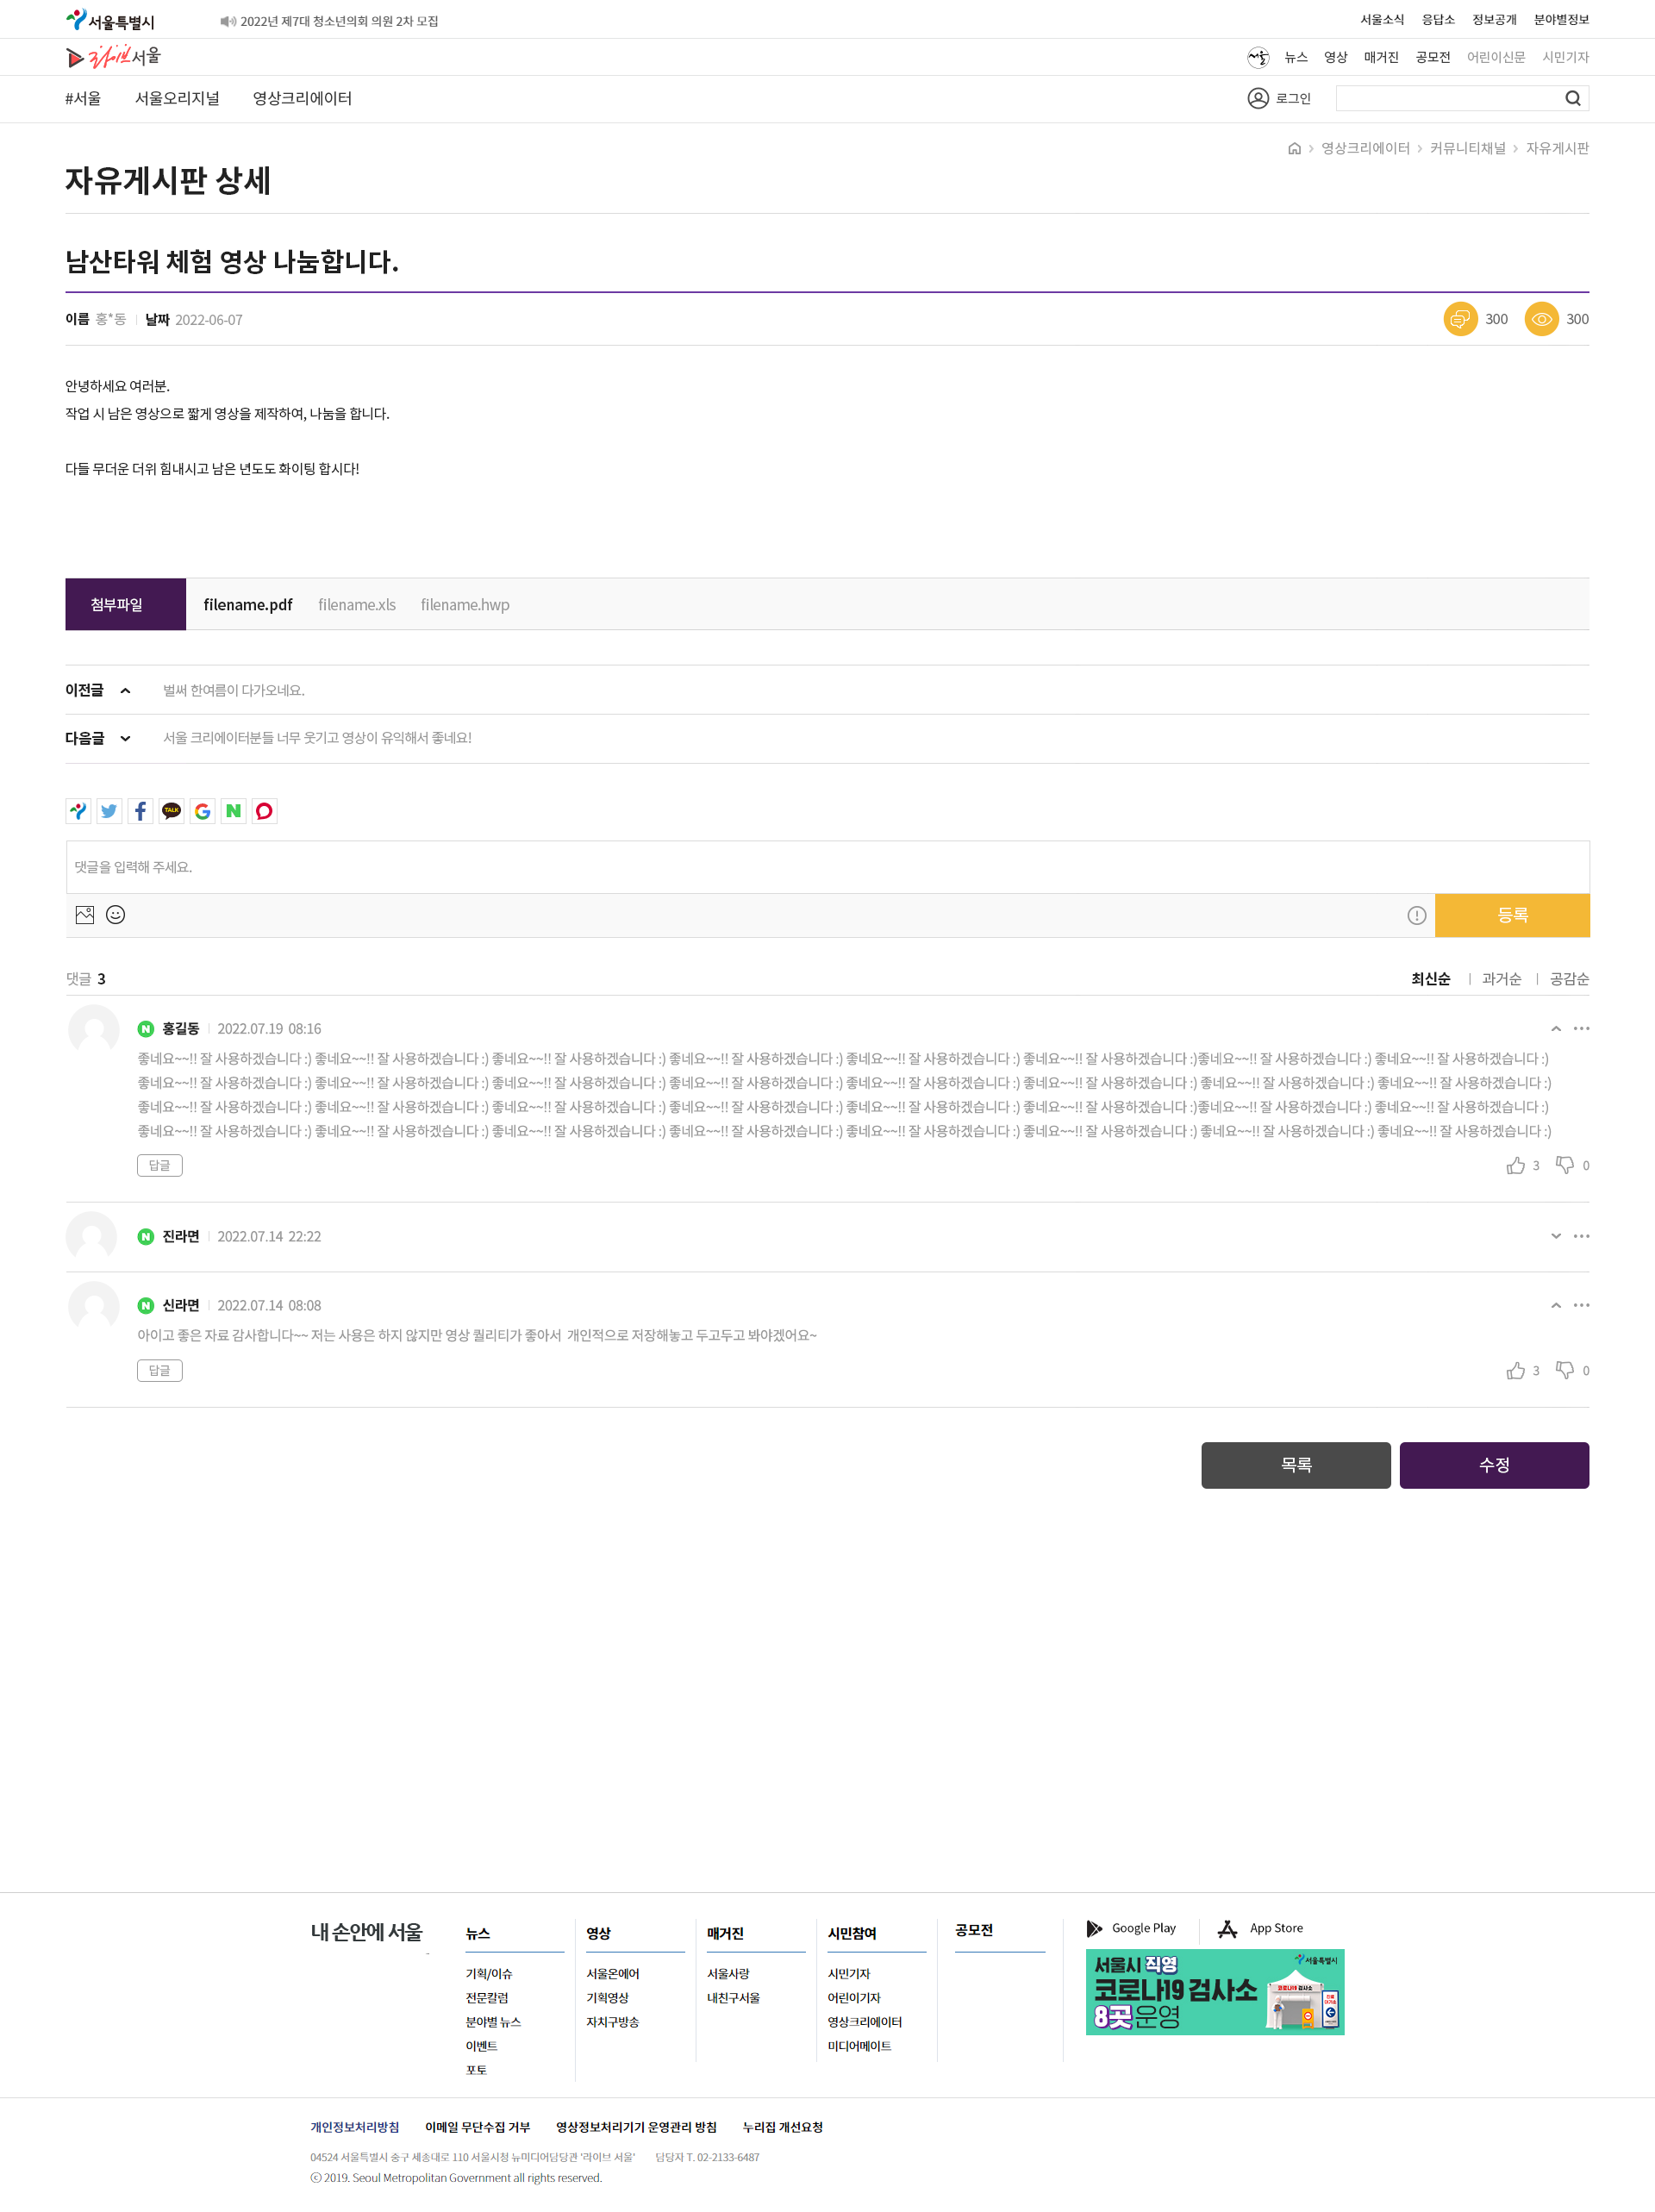 서울특별시
2022년 제7대 청소년의회 의원 2차 모집
서울소식 응답소 정보공개 분야별정보
라이브서울
뉴스 영상 매거진 공모전 어린이신문 시민기자
#서울 서울오리지널 영상크리에이터
로그인
영상크리에이터 > 커뮤니티채널 > 자유게시판
자유게시판 상세
남산타워 체험 영상 나눔합니다.
이름 홍*동 날짜 2022-06-07
300 300
안녕하세요 여러분.
작업 시 남은 영상으로 짧게 영상을 제작하여, 나눔을 합니다.
다들 무더운 더위 힘내시고 남은 년도도 화이팅 합시다!
첨부파일 filename.pdf filename.xls filename.hwp
이전글 벌써 한여름이 다가오네요.
다음글 서울 크리에이터분들 너무 웃기고 영상이 유익해서 좋네요!
TALK
댓글을 입력해 주세요.
등록
댓글 3
최신순 과거순 공감순
홍길동 2022.07.19 08:16
좋네요~~!! 잘 사용하겠습니다 :) 좋네요~~!! 잘 사용하겠습니다 :) 좋네요~~!! 잘 사용하겠습니다 :) 좋네요~~!! 잘 사용하겠습니다 :) 좋네요~~!! 잘 사용하겠습니다 :) 좋네요~~!! 잘 사용하겠습니다 :)좋네요~~!! 잘 사용하겠습니다 :) 좋네요~~!! 잘 사용하겠습니다 :)
좋네요~~!! 잘 사용하겠습니다 :) 좋네요~~!! 잘 사용하겠습니다 :) 좋네요~~!! 잘 사용하겠습니다 :) 좋네요~~!! 잘 사용하겠습니다 :) 좋네요~~!! 잘 사용하겠습니다 :) 좋네요~~!! 잘 사용하겠습니다 :) 좋네요~~!! 잘 사용하겠습니다 :) 좋네요~~!! 잘 사용하겠습니다 :)
좋네요~~!! 잘 사용하겠습니다 :) 좋네요~~!! 잘 사용하겠습니다 :) 좋네요~~!! 잘 사용하겠습니다 :) 좋네요~~!! 잘 사용하겠습니다 :) 좋네요~~!! 잘 사용하겠습니다 :) 좋네요~~!! 잘 사용하겠습니다 :)좋네요~~!! 잘 사용하겠습니다 :) 좋네요~~!! 잘 사용하겠습니다 :)
좋네요~~!! 잘 사용하겠습니다 :) 좋네요~~!! 잘 사용하겠습니다 :) 좋네요~~!! 잘 사용하겠습니다 :) 좋네요~~!! 잘 사용하겠습니다 :) 좋네요~~!! 잘 사용하겠습니다 :) 좋네요~~!! 잘 사용하겠습니다 :) 좋네요~~!! 잘 사용하겠습니다 :) 좋네요~~!! 잘 사용하겠습니다 :)
답글 3 0
진라면 2022.07.14 22:22
신라면 2022.07.14 08:08
아이고 좋은 자료 감사합니다~~ 저는 사용은 하지 않지만 영상 퀄리티가 좋아서 개인적으로 저장해놓고 두고두고 봐야겠어요~
답글 3 0
목록 수정
내 손안에 서울
뉴스
기획/이슈
전문칼럼
분야별 뉴스
이벤트
포토
영상
서울온에어
기획영상
자치구방송
매거진
서울사랑
내친구서울
시민참여
시민기자
어린이기자
영상크리에이터
미디어메이트
공모전
Google Play App Store
서울시 직영
서울특별시
코로나19 검사소
8곳 운영
코로나19 검사소
개인정보처리방침 이메일 무단수집 거부 영상정보처리기기 운영관리 방침 누리집 개선요청
04524 서울특별시 중구 세종대로 110 서울시청 뉴미디어담당관 '라이브 서울' 담당자 T. 02-2133-6487
ⓒ 2019. Seoul Metropolitan Government all rights reserved.